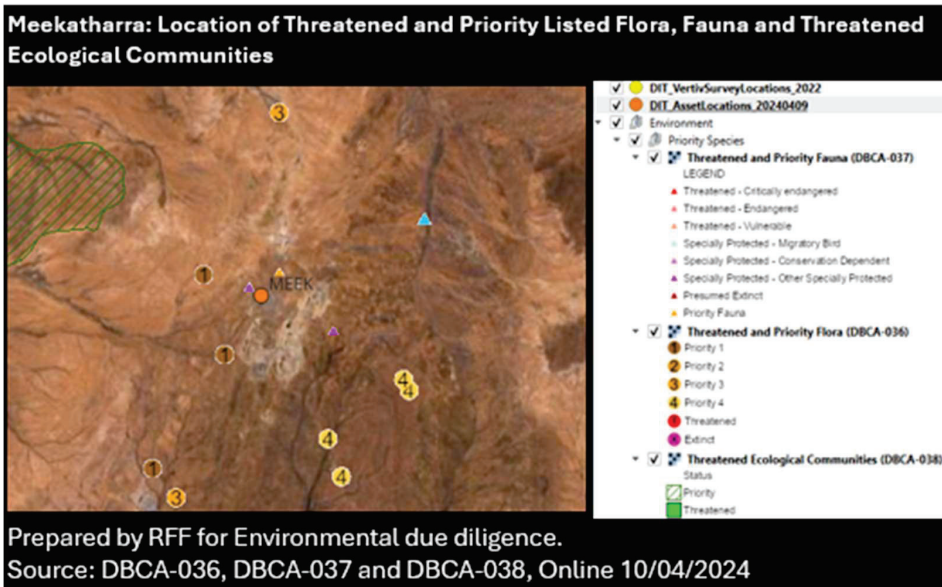 Meekatharra: Location of Threatened and Priority Listed Flora, Fauna and Threatened
Ecological Communities
3
1
MEEK
1
4
4
4
4
1
3
DIT_VertivSurveyLocations_2022
DIT_AssetLocations_20240409
Environment
Priority Species
Threatened and Priority Fauna (DBCA-037)
LEGEND
Threatened - Critically endangered
Threatened - Endangered
Threatened - Vulnerable
Specially Protected - Migratory Bird
Specially Protected - Conservation Dependent
Specially Protected - Other Specially Protected
Presumed Extinct
Priority Fauna
Threatened and Priority Flora (DBCA-036)
1 Priority 1
2 Priority 2
3 Priority 3
4 Priority 4
Threatened
Extinct
Threatened Ecological Communities (DBCA-038)
Status
Priority
Threatened
Prepared by RFF for Environmental due diligence.
Source: DBCA-036, DBCA-037 and DBCA-038, Online 10/04/2024